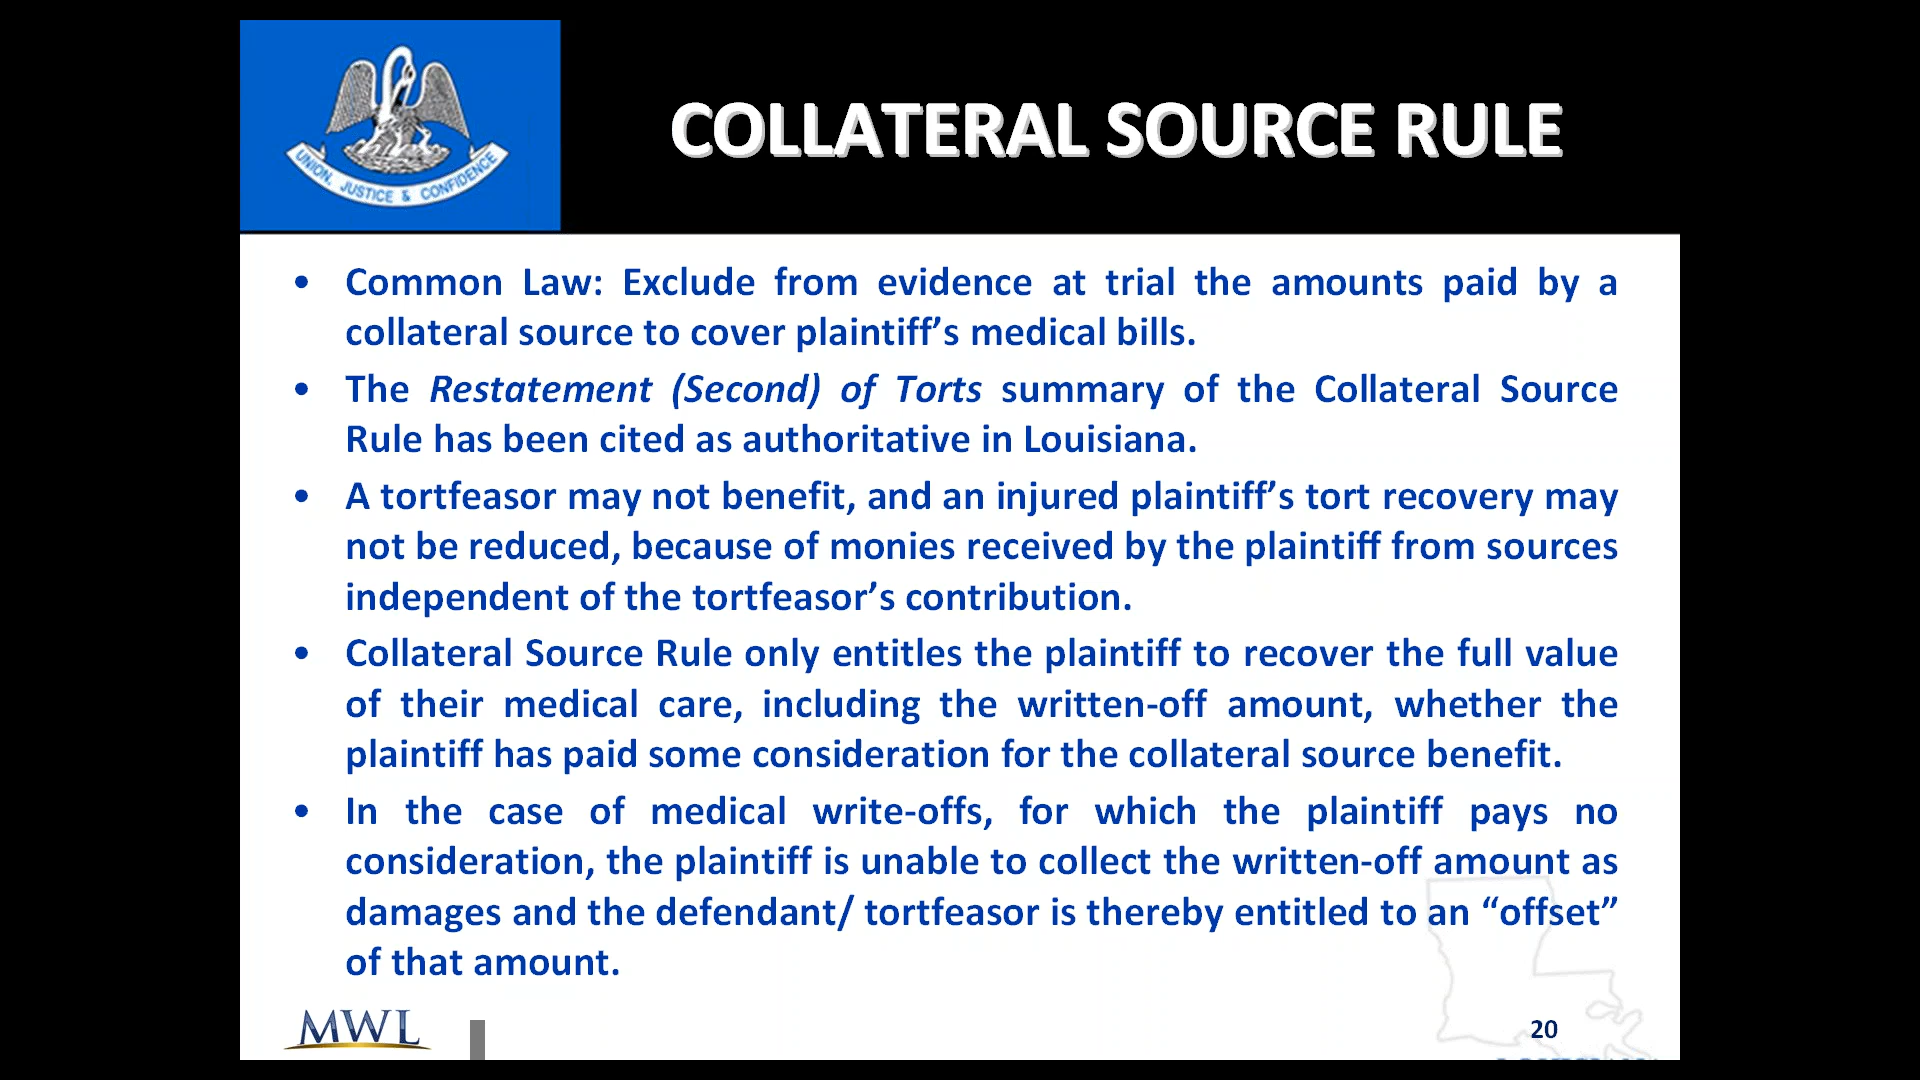 UNION, JUSTICE & CONFIDENCE
COLLATERAL SOURCE RULE
• Common Law: Exclude from evidence at trial the amounts paid by a
collateral source to cover plaintiff’s medical bills.
• The Restatement (Second) of Torts summary of the Collateral Source
Rule has been cited as authoritative in Louisiana.
• A tortfeasor may not benefit, and an injured plaintiff’s tort recovery may
not be reduced, because of monies received by the plaintiff from sources
independent of the tortfeasor’s contribution.
• Collateral Source Rule only entitles the plaintiff to recover the full value
of their medical care, including the written-off amount, whether the
plaintiff has paid some consideration for the collateral source benefit.
• In the case of medical write-offs, for which the plaintiff pays no
consideration, the plaintiff is unable to collect the written-off amount as
damages and the defendant/ tortfeasor is thereby entitled to an “offset”
of that amount.
MWL
20